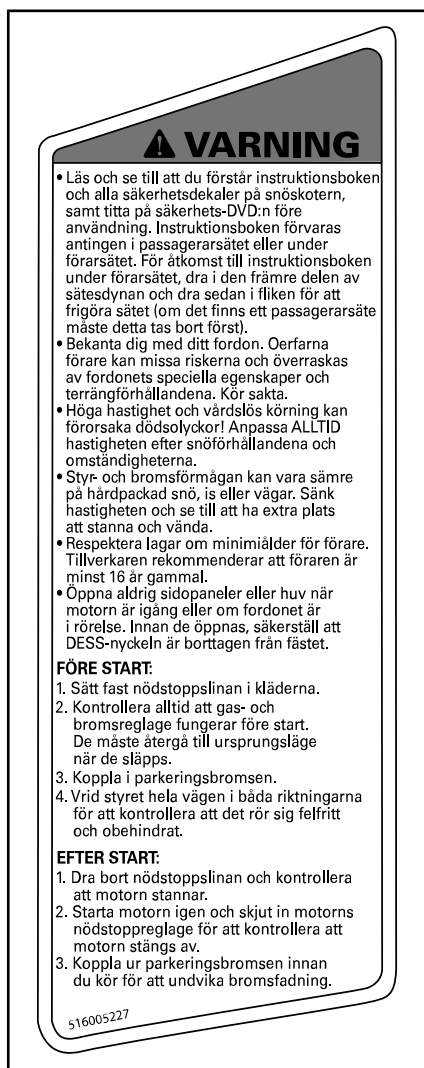 ⚠ VARNING
• Läs och se till att du förstår instruktionsboken
och alla säkerhetsdekaler på snöskotern,
samt titta på säkerhets-DVD:n före
användning. Instruktionsboken förvaras
antingen i passagerarsätet eller under
förarsätet. För åtkomst till instruktionsboken
under förarsätet, dra i den främre delen av
sätesdynan och dra sedan i fliken för att
frigöra sätet (om det finns ett passagerarsäte
måste detta tas bort först).
• Bekanta dig med ditt fordon. Oerfarna
förare kan missa riskerna och överraskas
av fordonets speciella egenskaper och
terrängförhållandena. Kör sakta.
• Höga hastighet och vårdslös körning kan
förorsaka dödsolyckor! Anpassa ALLTID
hastigheten efter snöförhållandena och
omständigheterna.
• Styr- och bromsförmågan kan vara sämre
på hårdpackad snö, is eller vägar. Sänk
hastigheten och se till att ha extra plats
att stanna och vända.
• Respektera lagar om minimiålder för förare.
Tillverkaren rekommenderar att föraren är
minst 16 år gammal.
• Öppna aldrig sidopaneler eller huv när
motorn är igång eller om fordonet är
i rörelse. Innan de öppnas, säkerställ att
DESS-nyckeln är borttagen från fästet.
FÖRE START:
1. Sätt fast nödstoppslinan i kläderna.
2. Kontrollera alltid att gas- och
bromsreglage fungerar före start.
De måste återgå till ursprungsläge
när de släpps.
3. Koppla i parkeringsbromsen.
4. Vrid styret hela vägen i båda riktningarna
för att kontrollera att det rör sig felfritt
och obehindrat.
EFTER START:
1. Dra bort nödstoppslinan och kontrollera
att motorn stannar.
2. Starta motorn igen och skjut in motorns
nödstoppreglage för att kontrollera att
motorn stängs av.
3. Koppla ur parkeringsbromsen innan
du kör för att undvika bromsfadning.
516005227